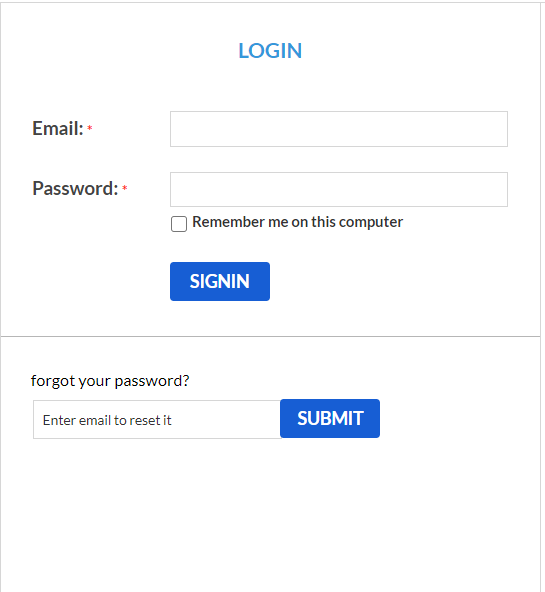 LOGIN
Email: *
Password: *
Remember me on this computer
SIGNIN
forgot your password?
Enter email to reset it
SUBMIT